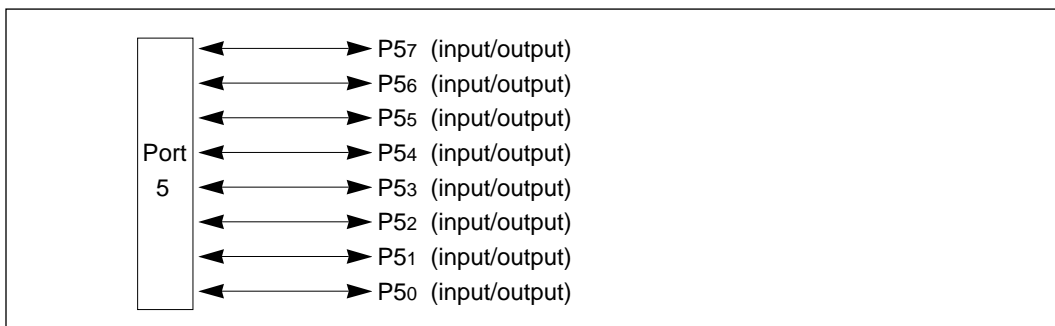 P57 (input/output)
P56 (input/output)
P55 (input/output)
Port
5
P54 (input/output)
P53 (input/output)
P52 (input/output)
P51 (input/output)
P50 (input/output)